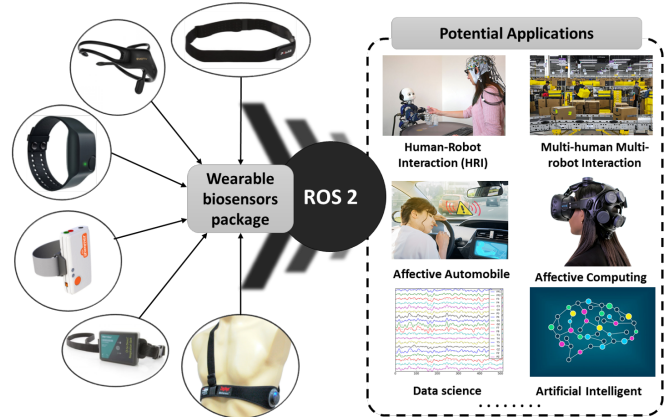 Potential Applications
Wearable
biosensors
package
ROS 2
Human-Robot
Interaction (HRI)
Multi-human Multi-
robot Interaction
Affective Automobile
Affective Computing
Data science
Artificial Intelligent